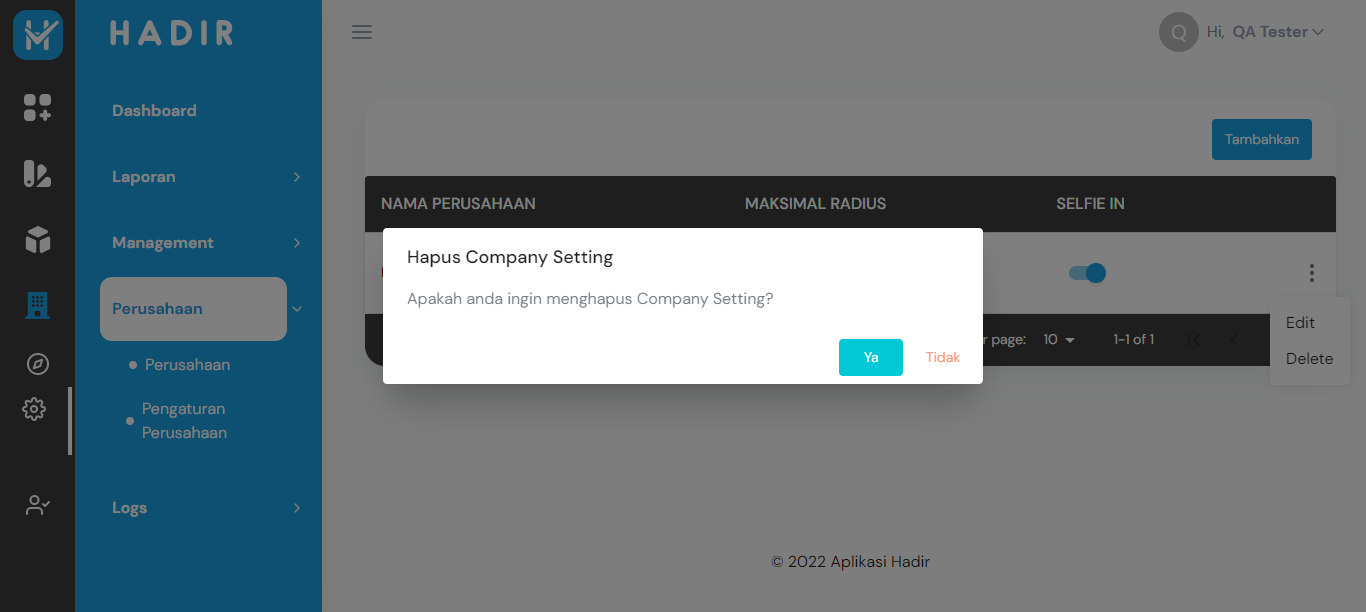 HADIR
Hi, QA Tester
Dashboard
Laporan
Management
Perusahaan
Perusahaan
Pengaturan
Perusahaan
Logs
Tambahkan
NAMA PERUSAHAAN MAKSIMAL RADIUS SELFIE IN
Hapus Company Setting
Apakah anda ingin menghapus Company Setting?
Ya Tidak
page: 10 1-1 of 1
Edit
Delete
© 2022 Aplikasi Hadir
Q